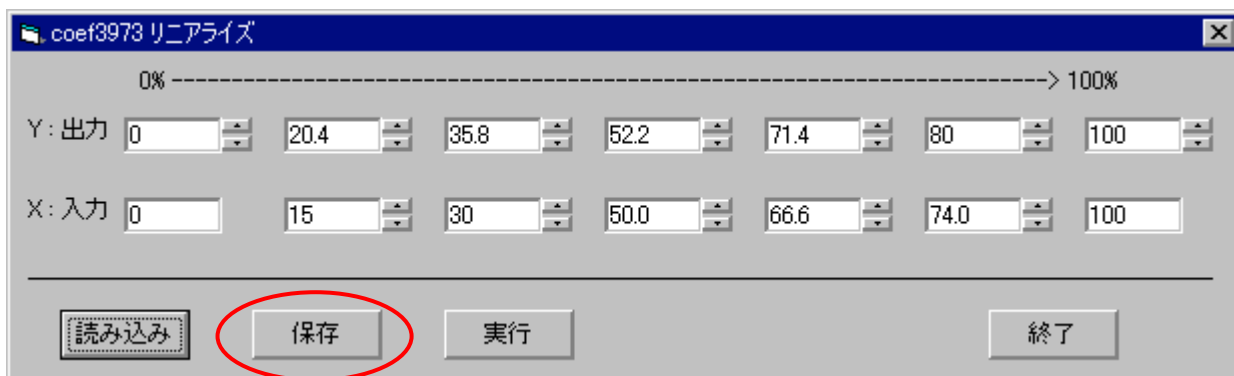 coef3973 リニアライズ
0% -------------------------------------------------------------------------> 100%
Y : 出力 0 20.4 35.8 52.2 71.4 80 100
X : 入力 0 15 30 50.0 66.6 74.0 100
読み込み 保存 実行 終了